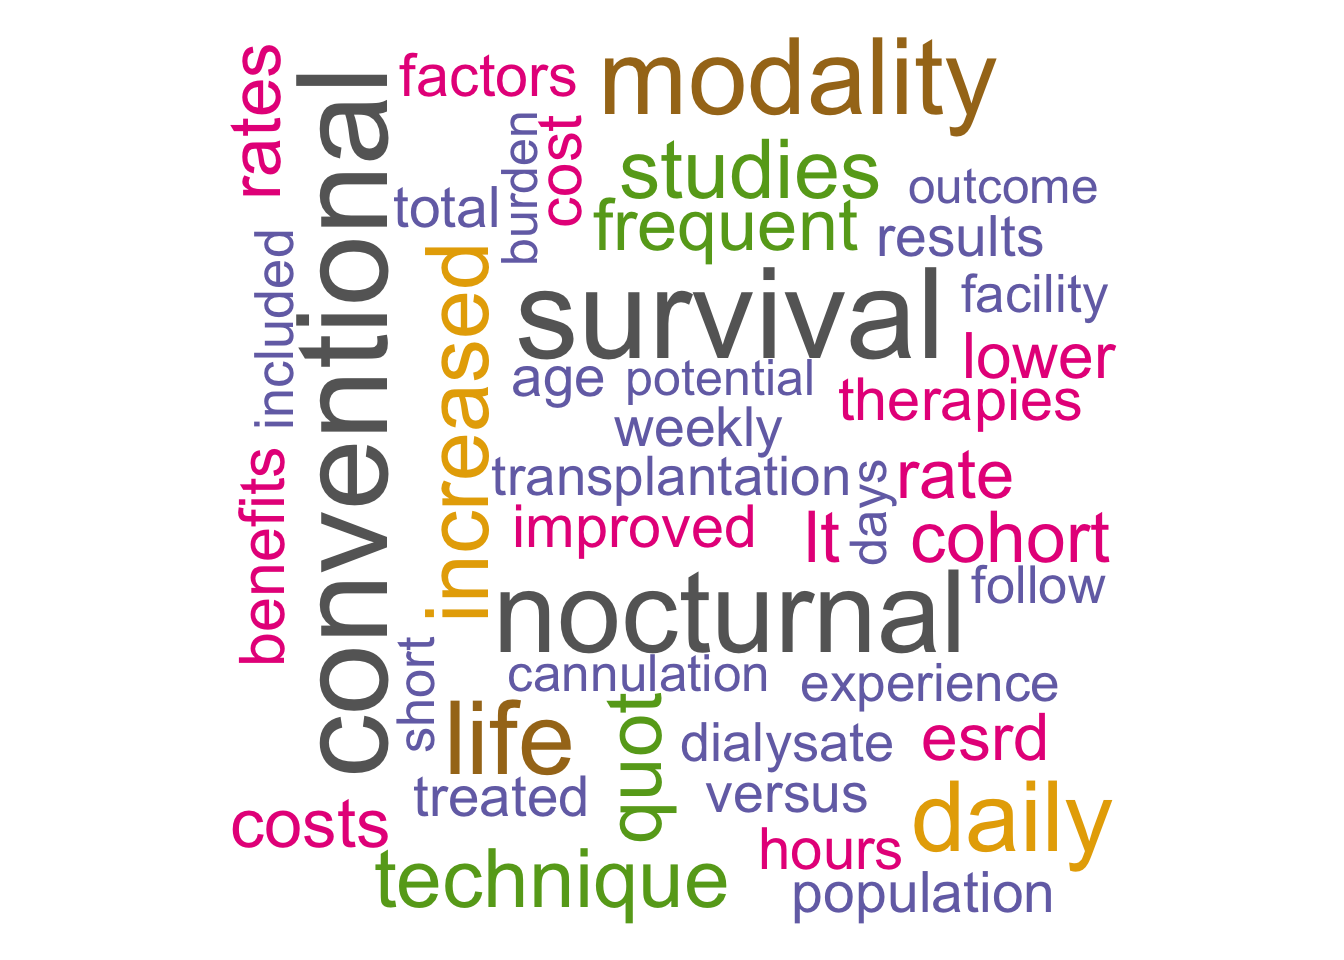 rates
conventional
factors
modality
burden
cost
studies
total
outcome
frequent
results
included
increased
survival
facility
lower
age
potential
therapies
weekly
benefits
transplantation
days
rate
improved
lt
cohort
nocturnal
follow
short
cannulation
experience
life
quot
dialysate
esrd
treated
versus
costs
daily
hours
technique
population